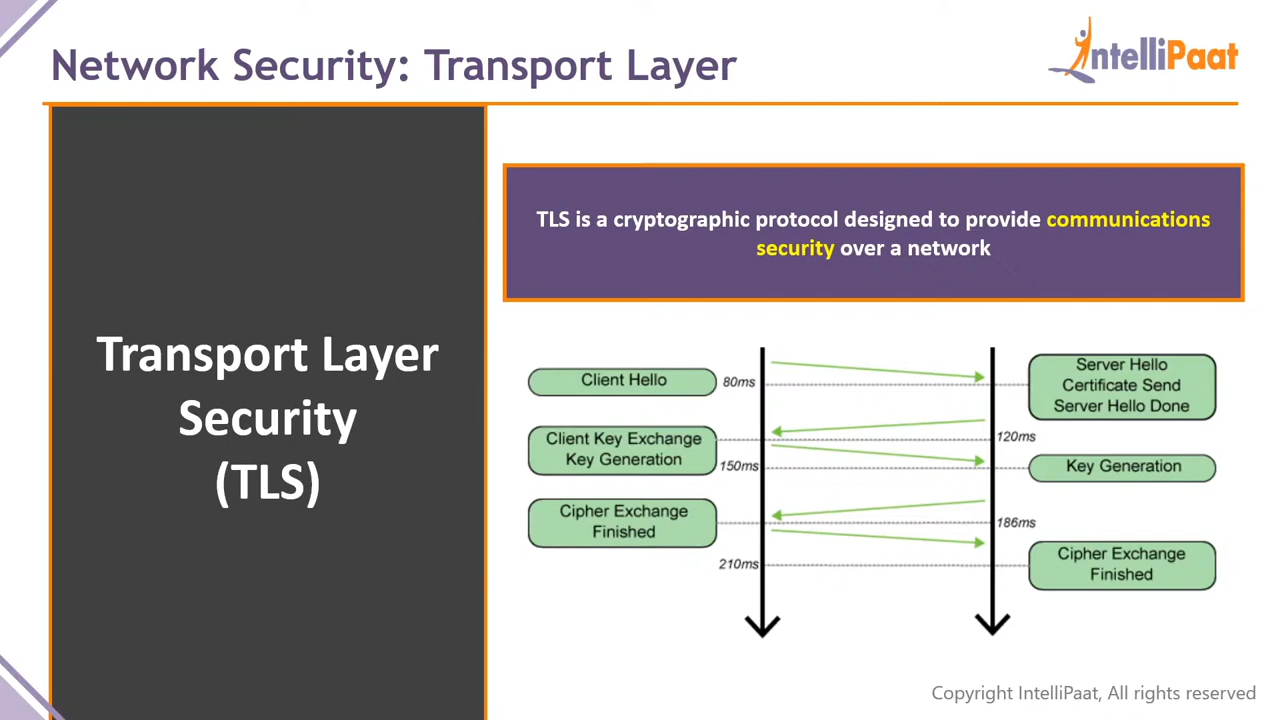 Network Security: Transport Layer
IntelliPaat
Transport Layer
Security
(TLS)
TLS is a cryptographic protocol designed to provide communications
security over a network
Client Hello
80ms
Server Hello
Certificate Send
Server Hello Done
Client Key Exchange
Key Generation
120ms
150ms
Key Generation
Cipher Exchange
Finished
186ms
210ms
Cipher Exchange
Finished
Copyright IntelliPaat, All rights reserved